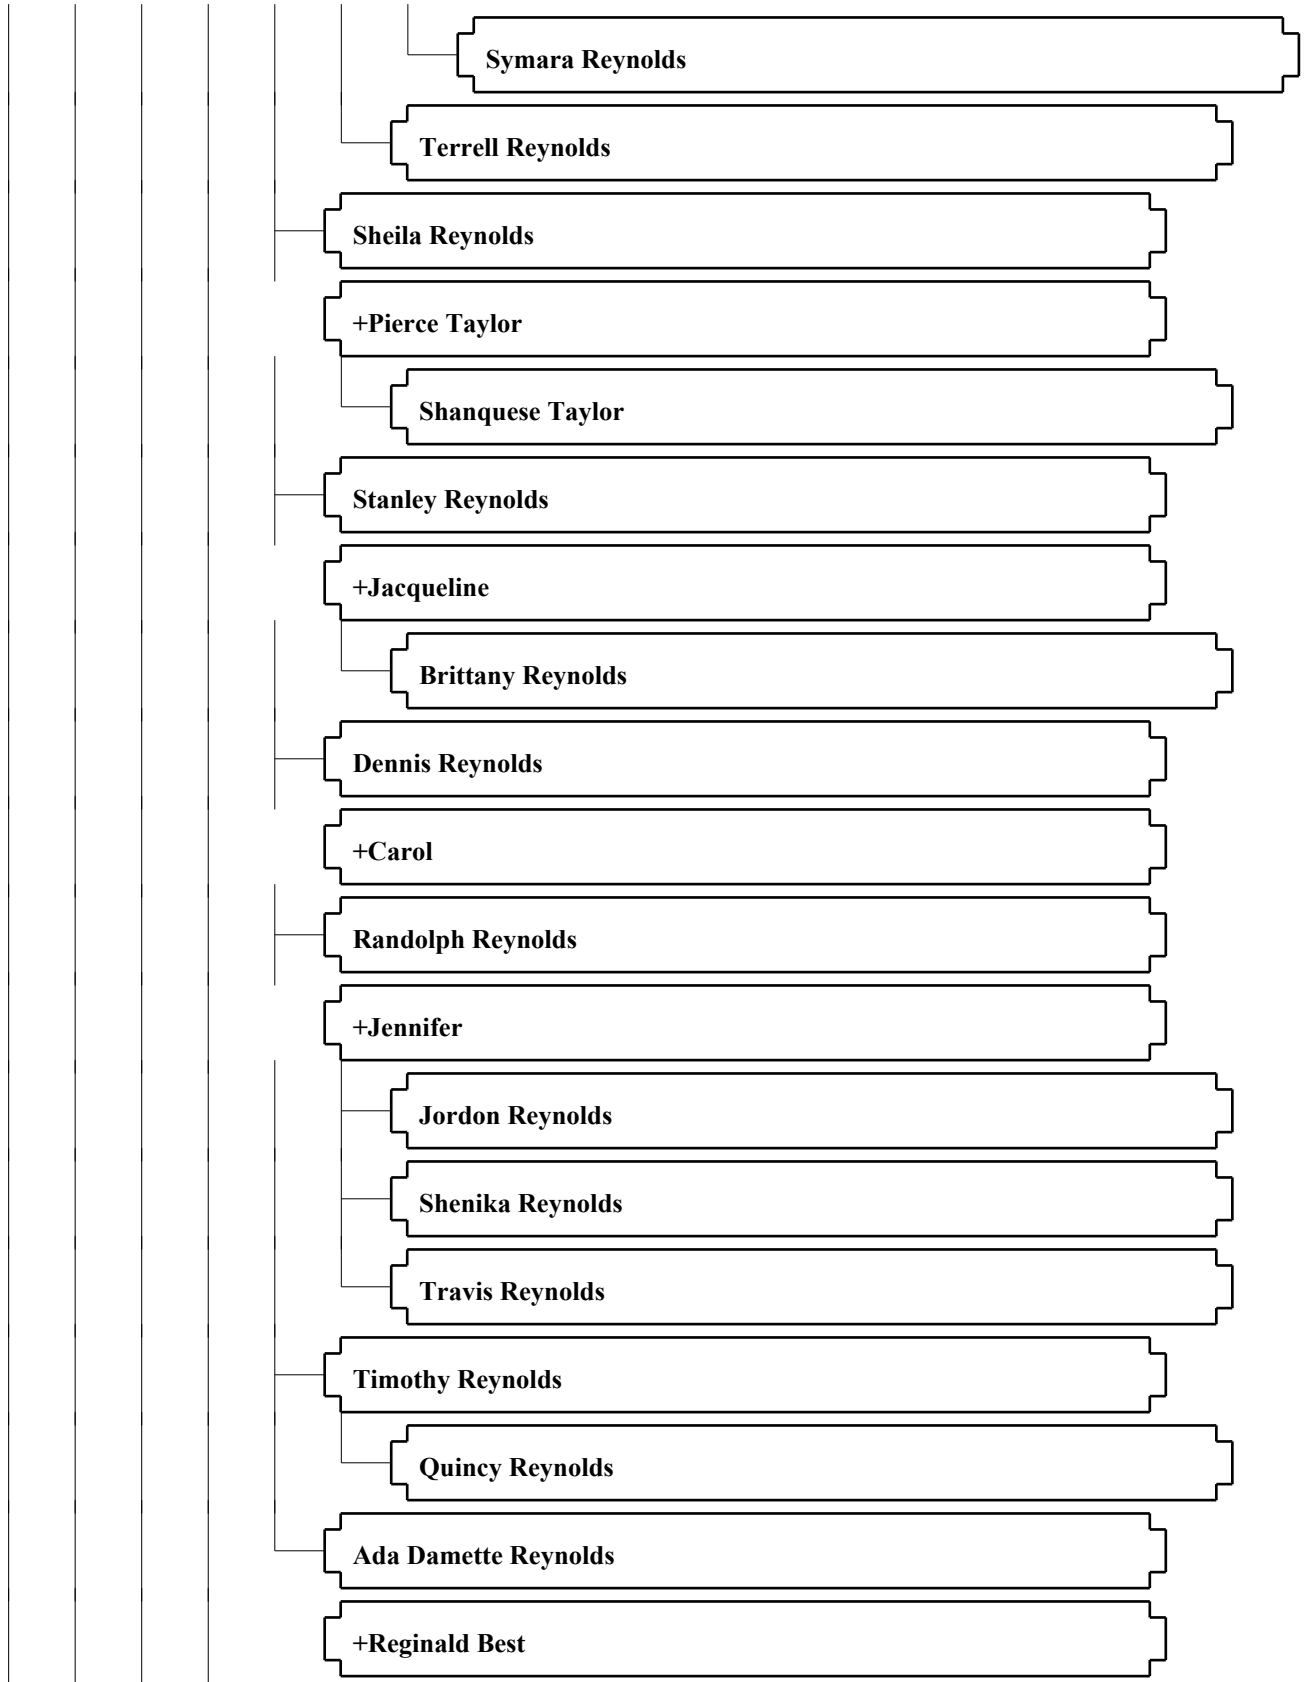 Symara Reynolds
Terrell Reynolds
Sheila Reynolds
+Pierce Taylor
Shanquese Taylor
Stanley Reynolds
+Jacqueline
Brittany Reynolds
Dennis Reynolds
+Carol
Randolph Reynolds
+Jennifer
Jordon Reynolds
Shenika Reynolds
Travis Reynolds
Timothy Reynolds
Quincy Reynolds
Ada Damette Reynolds
+Reginald Best